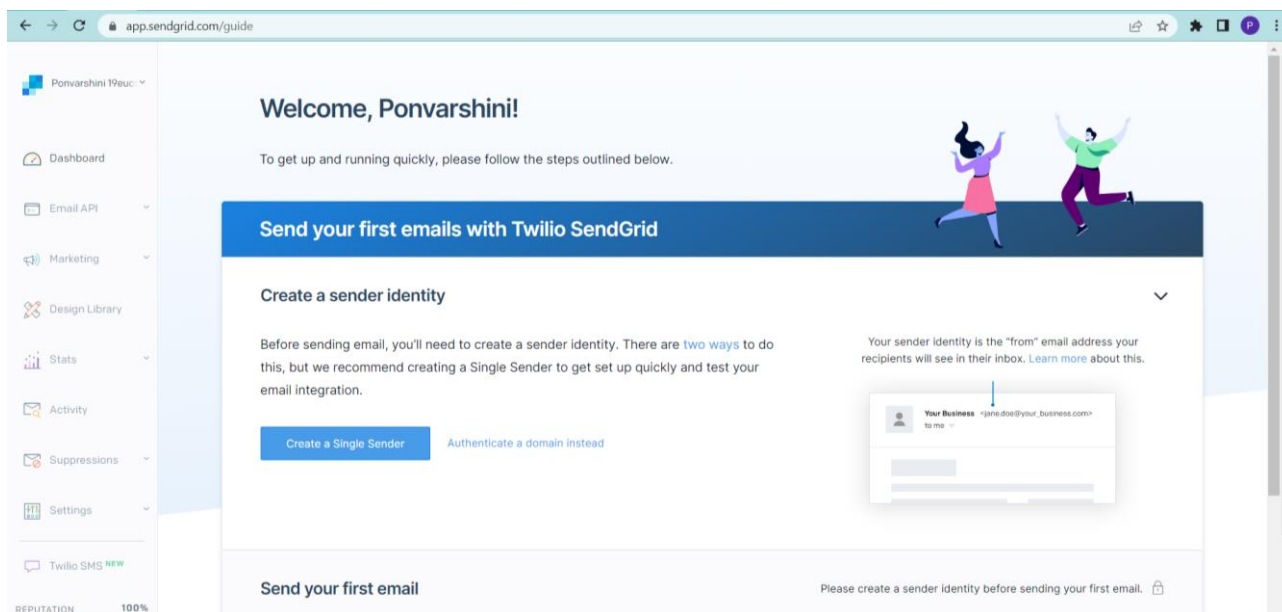 app.sendgrid.com/guide
P
Ponvarshini 19euc
Dashboard
Email API
Marketing
Design Library
Stats
Activity
Suppressions
Settings
Twilio SMS NEW
REPUTATION 100%
Welcome, Ponvarshini!
To get up and running quickly, please follow the steps outlined below.
Send your first emails with Twilio SendGrid
Create a sender identity
Before sending email, you'll need to create a sender identity. There are two ways to do
this, but we recommend creating a Single Sender to get set up quickly and test your
email integration.
Create a Single Sender
Authenticate a domain instead
Your sender identity is the "from" email address your
recipients will see in their inbox. Learn more about this.
Your Business <jane.doe@your_business.com>
to me
Send your first email
Please create a sender identity before sending your first email.